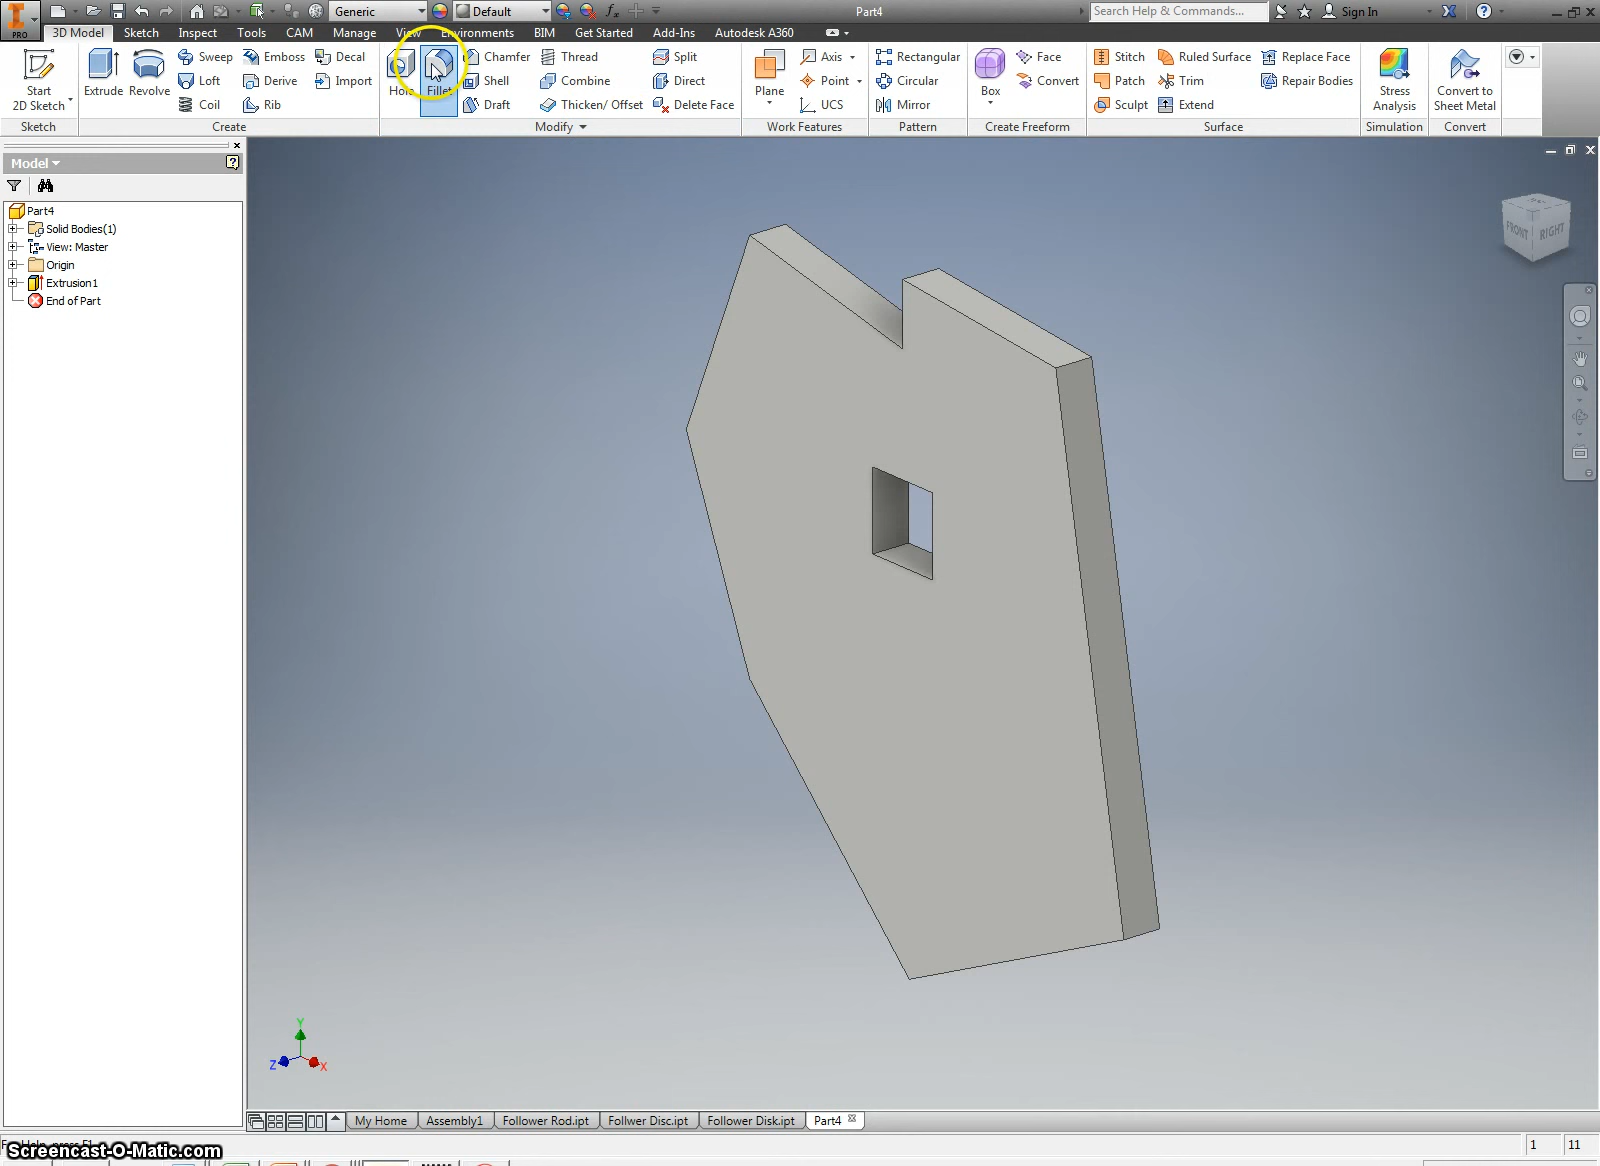 Generic
Default
Part4
Search Help & Commands...
Sign In
PRO
3D Model
Sketch
Inspect
Tools
CAM
Manage
View
Environments
BIM
Get Started
Add-Ins
Autodesk A360
Start
2D Sketch
Extrude
Revolve
Sweep
Loft
Coil
Emboss
Derive
Rib
Decal
Import
Hole
Fillet
Chamfer
Shell
Draft
Thread
Combine
Thicken/ Offset
Split
Direct
Delete Face
Plane
Axis
Point
UCS
Rectangular
Circular
Mirror
Box
Face
Convert
Stitch
Patch
Sculpt
Ruled Surface
Trim
Extend
Replace Face
Repair Bodies
Stress
Analysis
Convert to
Sheet Metal
Sketch
Create
Modify
Work Features
Pattern
Create Freeform
Surface
Simulation
Convert
Model
Part4
Solid Bodies(1)
View: Master
Origin
Extrusion1
End of Part
FRONT
RIGHT
Y
Z
X
My Home
Assembly1
Follower Rod.ipt
Follwer Disc.ipt
Follower Disk.ipt
Part4
1
11
Screencast-O-Matic.com